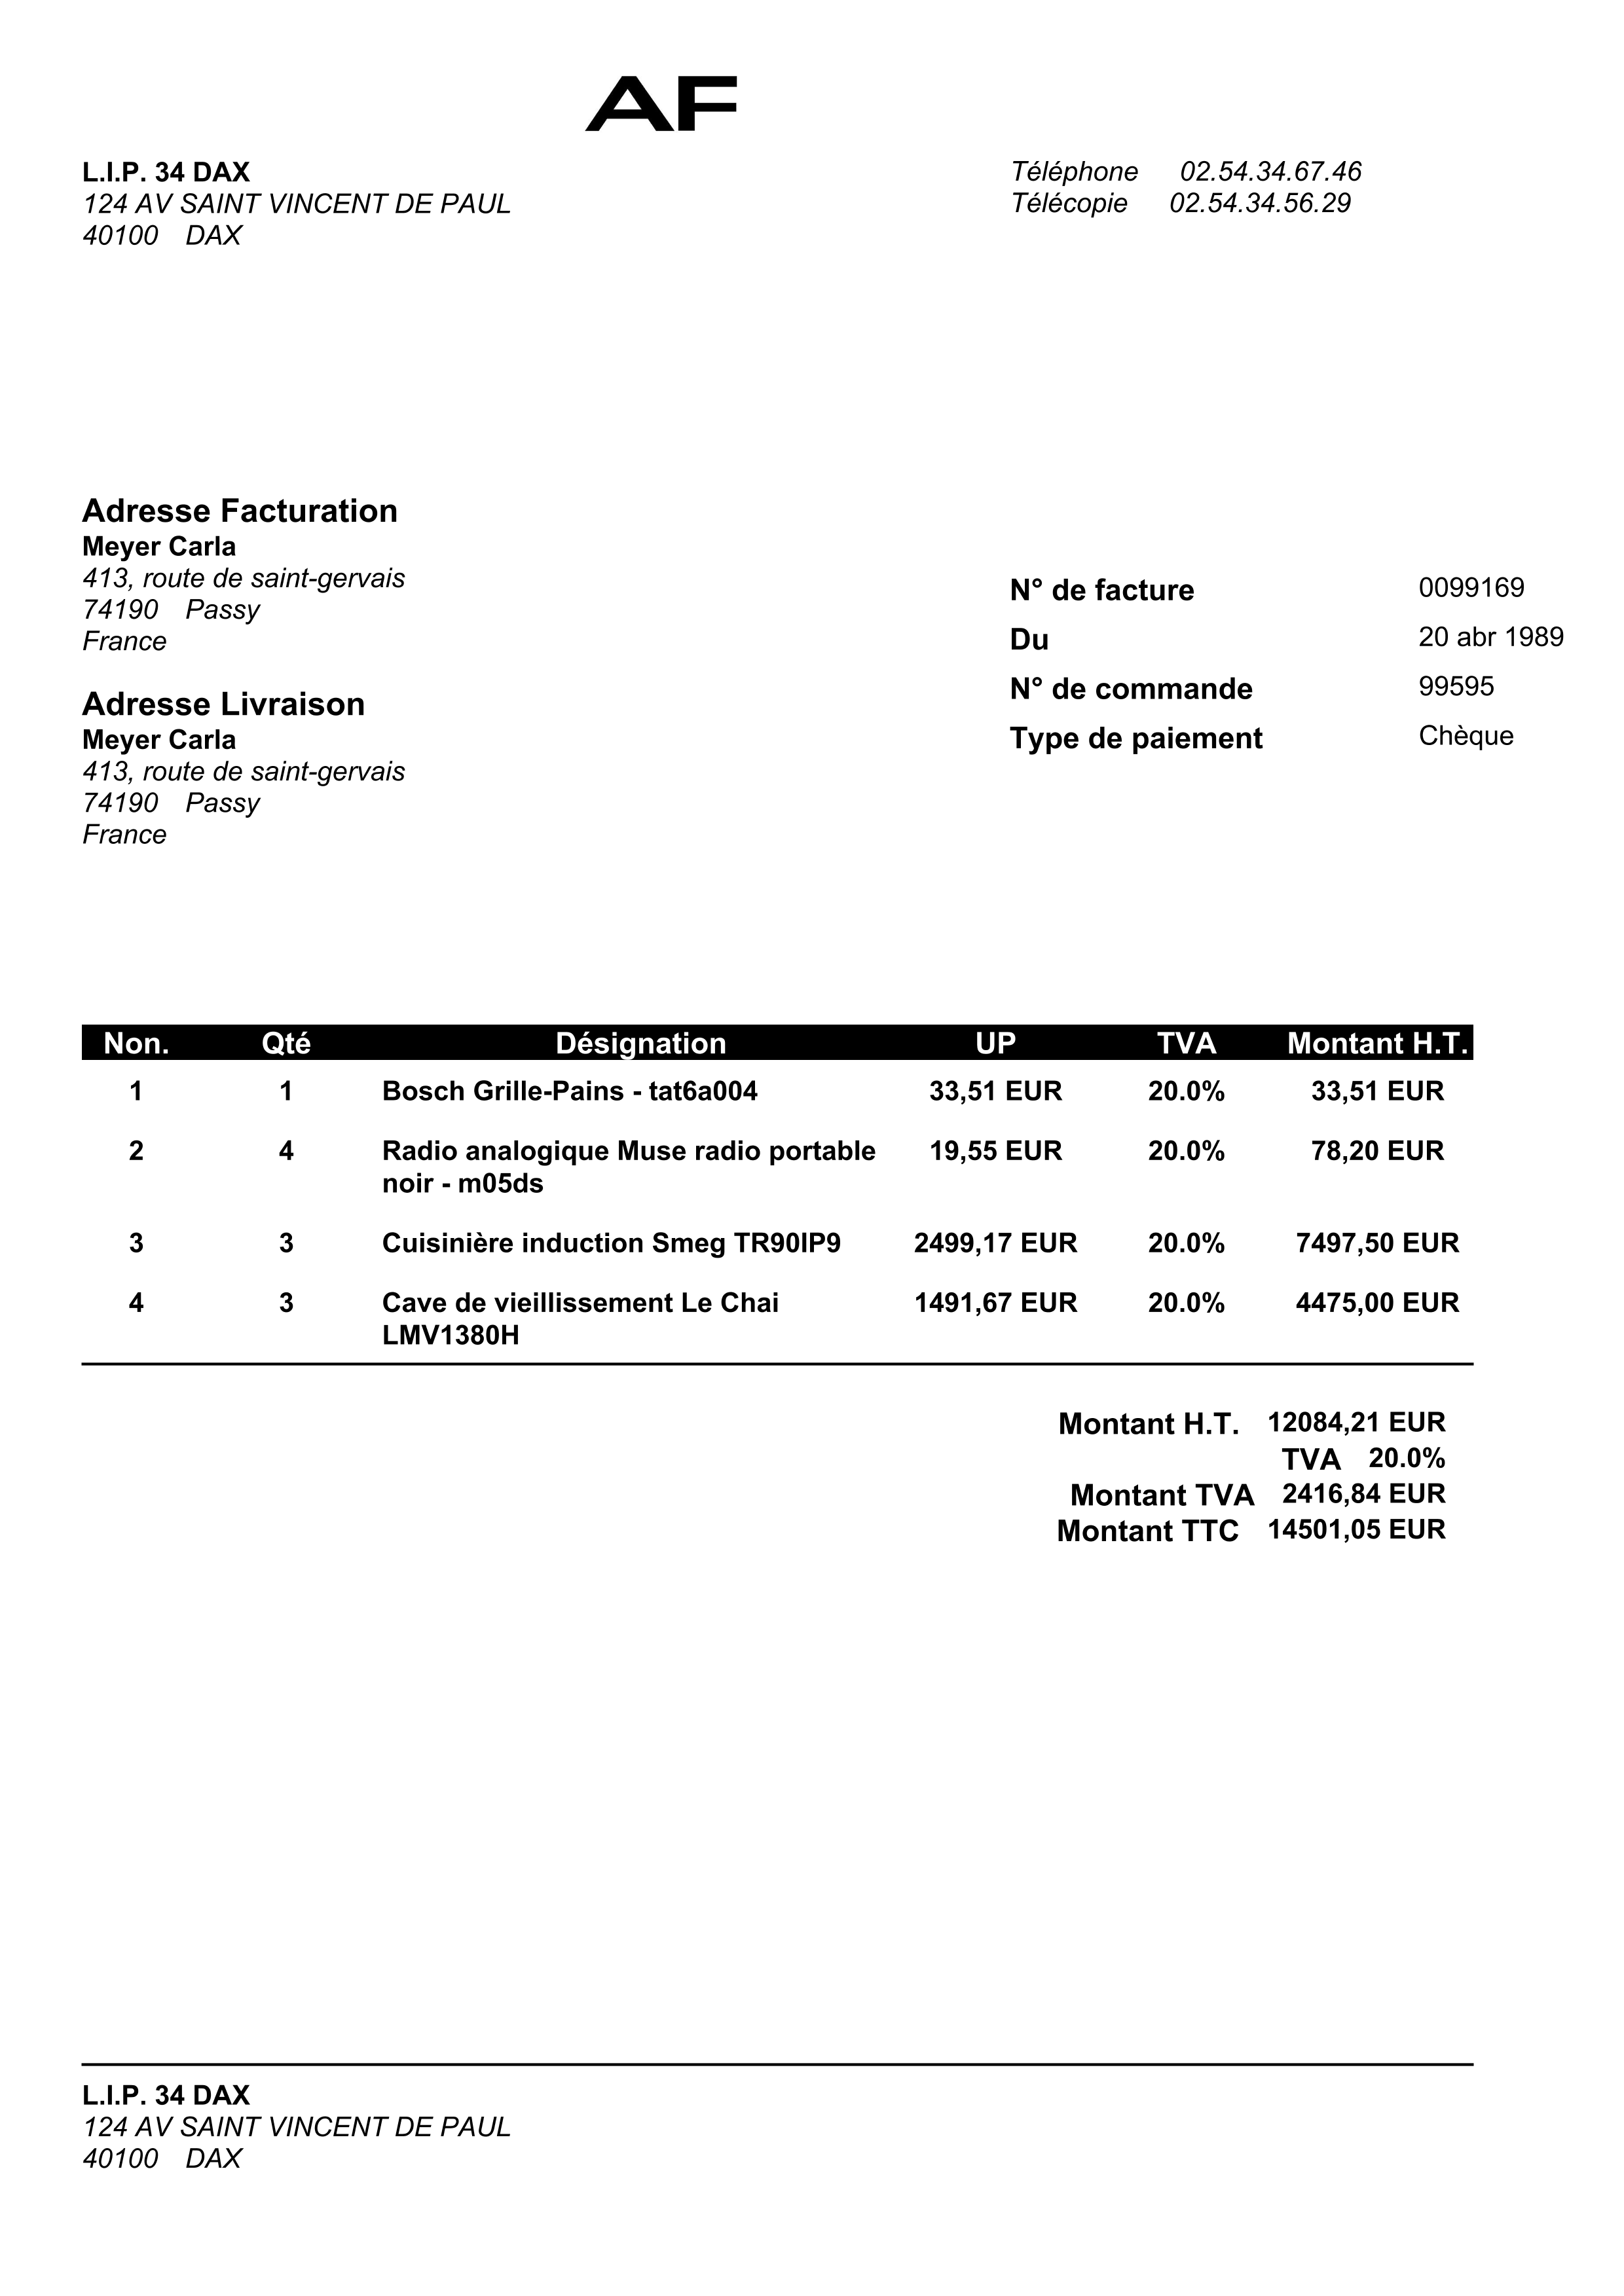 AF
L.I.P. 34 DAX
124 AV SAINT VINCENT DE PAUL
40100 DAX
Téléphone 02.54.34.67.46
Télécopie 02.54.34.56.29
Adresse Facturation
Meyer Carla
413, route de saint-gervais
74190 Passy
France
Adresse Livraison
Meyer Carla
413, route de saint-gervais
74190 Passy
France
N° de facture 0099169
Du 20 abr 1989
N° de commande 99595
Type de paiement Chèque
Non. Qté Désignation UP TVA Montant H.T.
1 1 Bosch Grille-Pains - tat6a004 33,51 EUR 20.0% 33,51 EUR
2 4 Radio analogique Muse radio portable 19,55 EUR 20.0% 78,20 EUR
noir - m05ds
3 3 Cuisinière induction Smeg TR90IP9 2499,17 EUR 20.0% 7497,50 EUR
4 3 Cave de vieillissement Le Chai 1491,67 EUR 20.0% 4475,00 EUR
LMV1380H
Montant H.T. 12084,21 EUR
TVA 20.0%
Montant TVA 2416,84 EUR
Montant TTC 14501,05 EUR
L.I.P. 34 DAX
124 AV SAINT VINCENT DE PAUL
40100 DAX